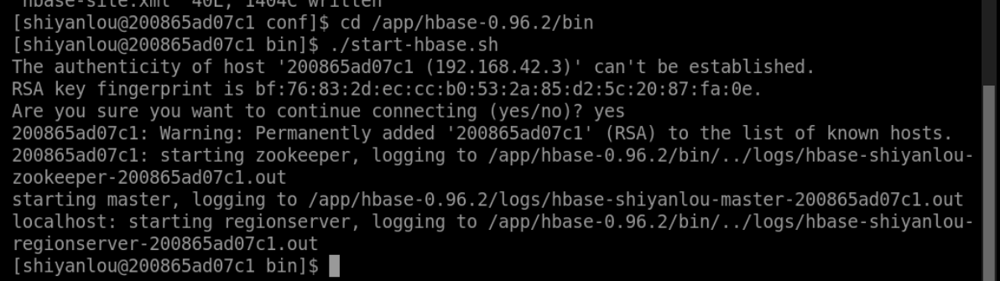 "hbase-site.xml" 40L, 1404C written
[shiyanlou@200865ad07c1 conf]$ cd /app/hbase-0.96.2/bin
[shiyanlou@200865ad07c1 bin]$ ./start-hbase.sh
The authenticity of host '200865ad07c1 (192.168.42.3)' can't be established.
RSA key fingerprint is bf:76:83:2d:ec:cc:b0:53:2a:85:d2:5c:20:87:fa:0e.
Are you sure you want to continue connecting (yes/no)? yes
200865ad07c1: Warning: Permanently added '200865ad07c1' (RSA) to the list of known hosts.
200865ad07c1: starting zookeeper, logging to /app/hbase-0.96.2/bin/../logs/hbase-shiyanlou-
zookeeper-200865ad07c1.out
starting master, logging to /app/hbase-0.96.2/logs/hbase-shiyanlou-master-200865ad07c1.out
localhost: starting regionserver, logging to /app/hbase-0.96.2/bin/../logs/hbase-shiyanlou-
regionserver-200865ad07c1.out
[shiyanlou@200865ad07c1 bin]$